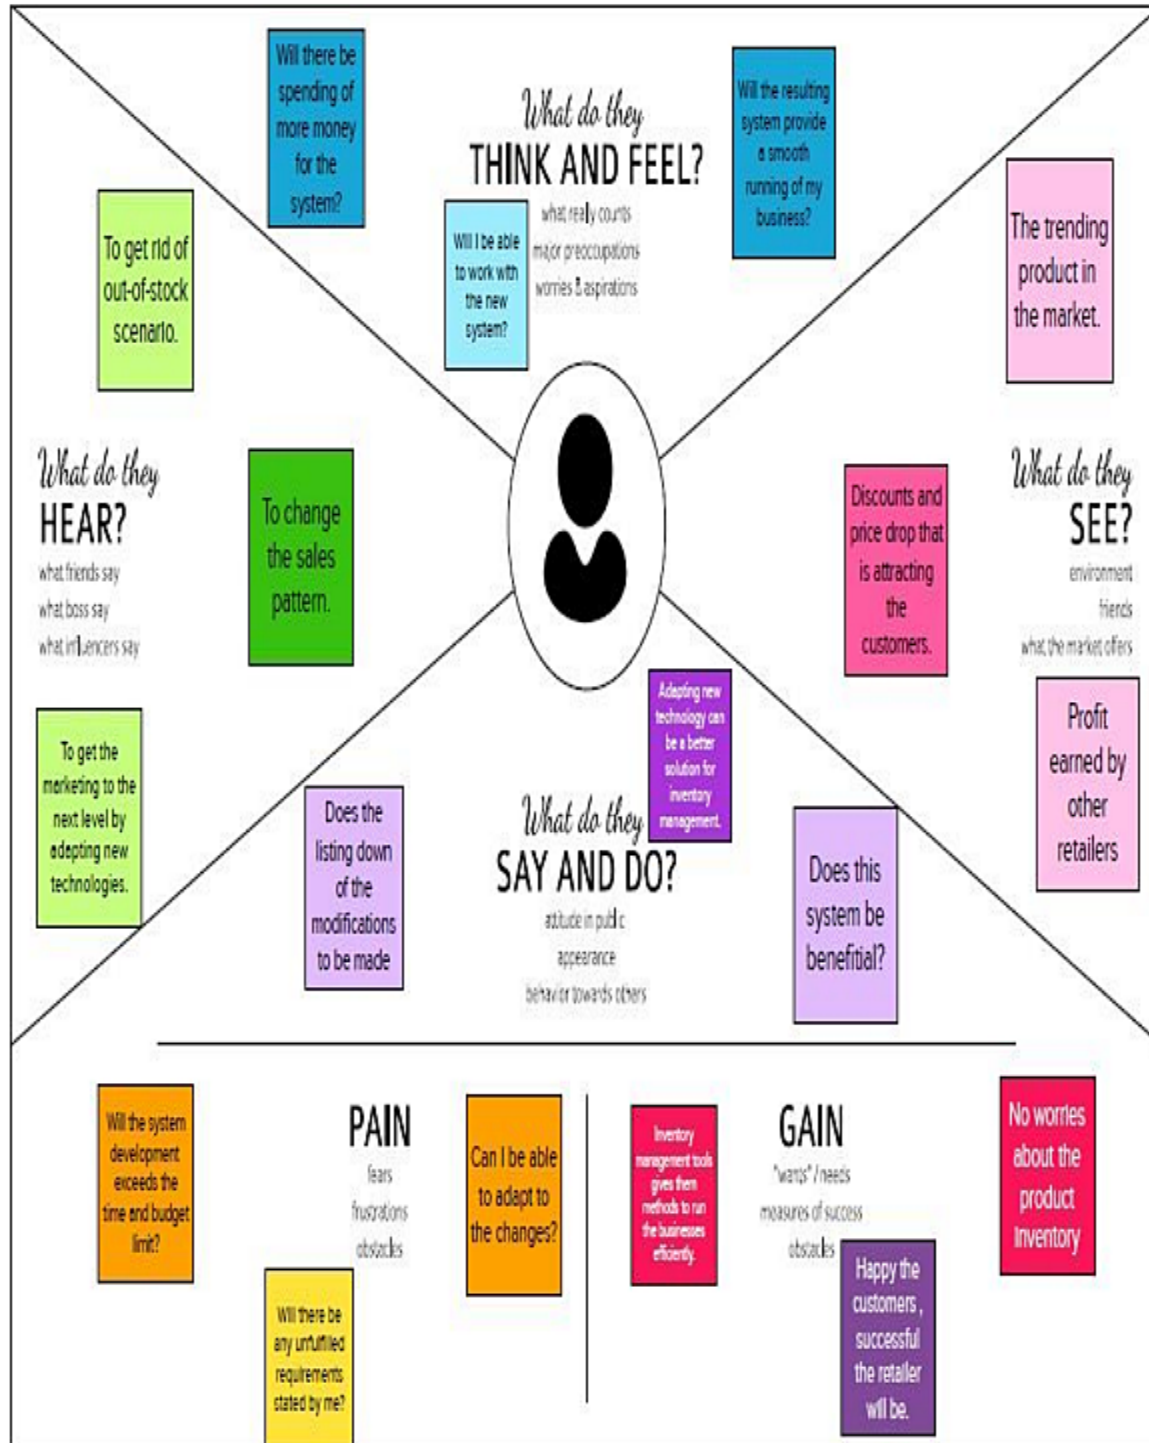 Will there be
spending of
more money
for the
system?
What do they
THINK AND FEEL?
what really counts
major preoccupations
worries & aspirations
Will I be able
to work with
the new
system?
Will the resulting
system provide
a smooth
running of my
business?
To get rid of
out-of-stock
scenario.
What do they
HEAR?
what friends say
what boss say
what influencers say
To change
the sales
pattern.
To get the
marketing to the
next level by
adapting new
technologies.
The trending
product in
the market.
What do they
SEE?
environment
friends
what the market offers
Discounts and
price drop that
is attracting
the
customers.
Profit
earned by
other
retailers
Adapting new
technology can
be a better
solution for
inventory
management.
What do they
SAY AND DO?
attitude in public
appearance
behavior towards others
Does the
listing down
of the
modifications
to be made
Does this
system be
benefitial?
Will the system
development
exceeds the
time and budget
limit?
PAIN
fears
frustrations
obstacles
Can I be able
to adapt to
the changes?
Will there be
any unfulfilled
requirements
stated by me?
Inventory
management tools
gives them
methods to run
the businesses
efficiently.
GAIN
"wants" / needs
measures of success
obstacles
No worries
about the
product
inventory
Happy the
customers ,
successful
the retailer
will be.